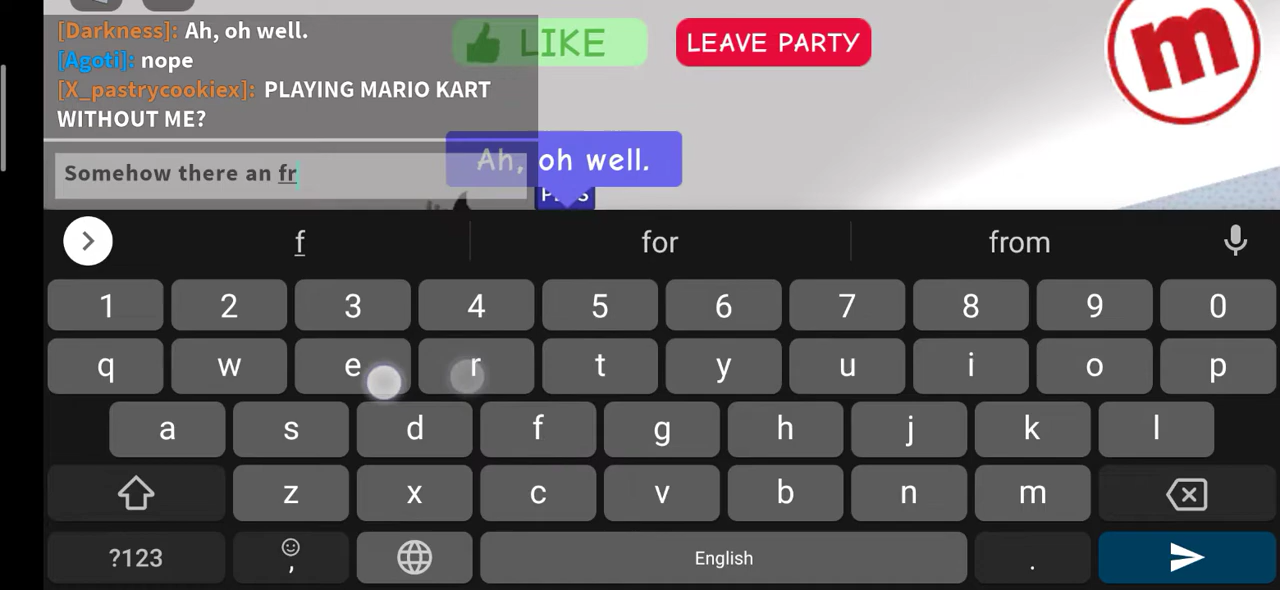 [Darkness]: Ah, oh well.
[Agoti]: nope
[X_pastrycookiex]: PLAYING MARIO KART
WITHOUT ME?
LIKE
LEAVE PARTY
m
Ah, oh well.
Somehow there an fr
f for from
1 2 3 4 5 6 7 8 9 0
q w e r t y u i o p
a s d f g h j k l
z x c v b n m
?123 , English .